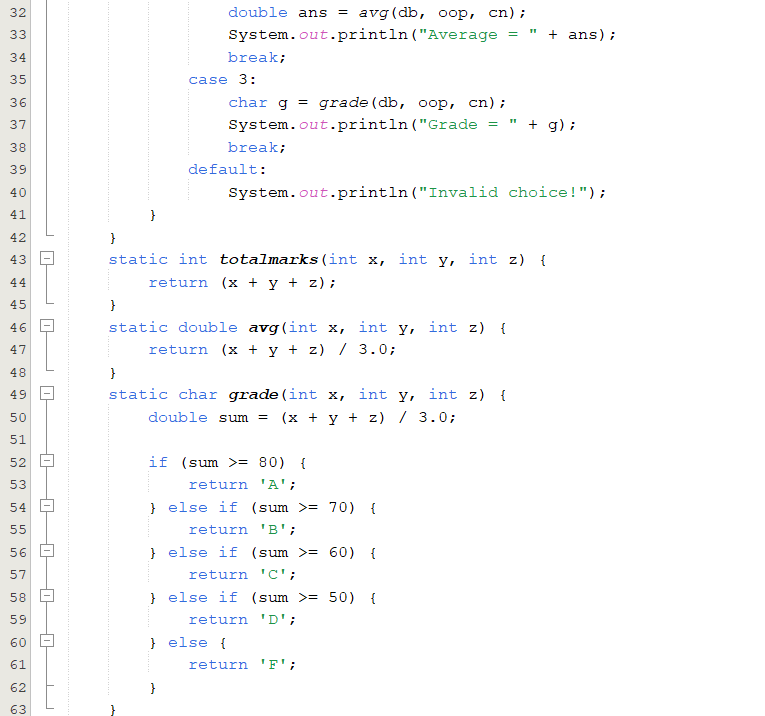 32 double ans = avg(db, oop, cn);
33 System.out.println("Average = " + ans);
34 break;
35 case 3:
36 char g = grade(db, oop, cn);
37 System.out.println("Grade = " + g);
38 break;
39 default:
40 System.out.println("Invalid choice!");
41 }
42 }
43 static int totalmarks(int x, int y, int z) {
44 return (x + y + z);
45 }
46 static double avg(int x, int y, int z) {
47 return (x + y + z) / 3.0;
48 }
49 static char grade(int x, int y, int z) {
50 double sum = (x + y + z) / 3.0;
51
52 if (sum >= 80) {
53 return 'A';
54 } else if (sum >= 70) {
55 return 'B';
56 } else if (sum >= 60) {
57 return 'C';
58 } else if (sum >= 50) {
59 return 'D';
60 } else {
61 return 'F';
62 }
63 }